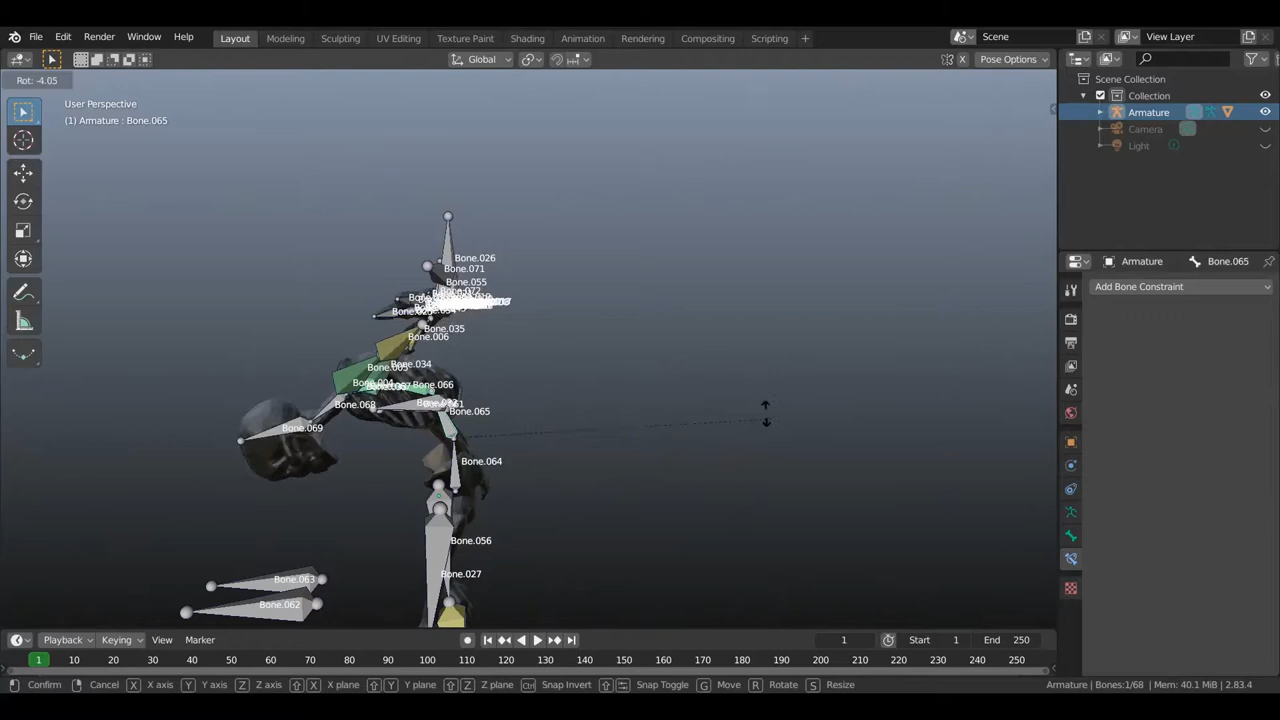 File Edit Render Window Help Layout Modeling Sculpting UV Editing Texture Paint Shading Animation Rendering Compositing Scripting + Scene View Layer
Global X Pose Options
Rot: -4.05
User Perspective
(1) Armature : Bone.065
Scene Collection
Collection
Armature
Camera
Light
Armature Bone.065
Add Bone Constraint
Bone.026
Bone.071
Bone.055
Bone.035
Bone.006
Bone.034
Bone.004
Bone.066
Bone.068
Bone.065
Bone.069
Bone.064
Bone.056
Bone.027
Bone.063
Bone.062
Playback Keying View Marker 1 Start 1 End 250
1 10 20 30 40 50 60 70 80 90 100 110 120 130 140 150 160 170 180 190 200 210 220 230 240 250
Confirm Cancel X X axis Y Y axis Z Z axis X X plane Y Y plane Z Z plane Ctrl Snap Invert Snap Toggle G Move R Rotate S Resize Armature | Bones:1/68 | Mem: 40.1 MiB | 2.83.4